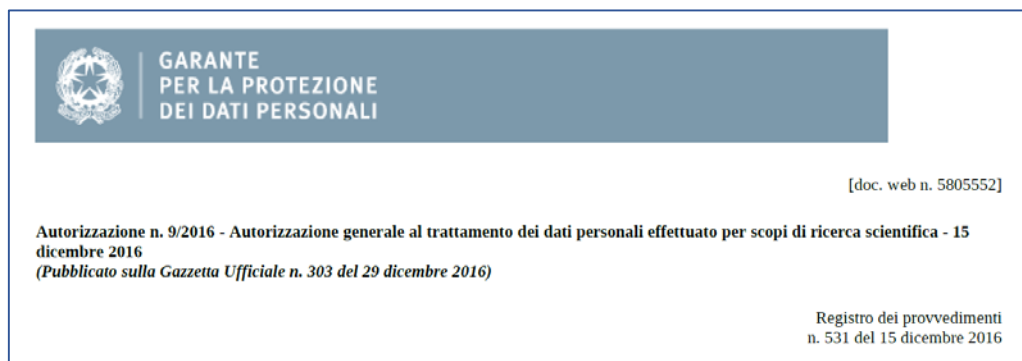 GARANTE
PER LA PROTEZIONE
DEI DATI PERSONALI
[doc. web n. 5805552]
Autorizzazione n. 9/2016 - Autorizzazione generale al trattamento dei dati personali effettuato per scopi di ricerca scientifica - 15
dicembre 2016
(Pubblicato sulla Gazzetta Ufficiale n. 303 del 29 dicembre 2016)
Registro dei provvedimenti
n. 531 del 15 dicembre 2016